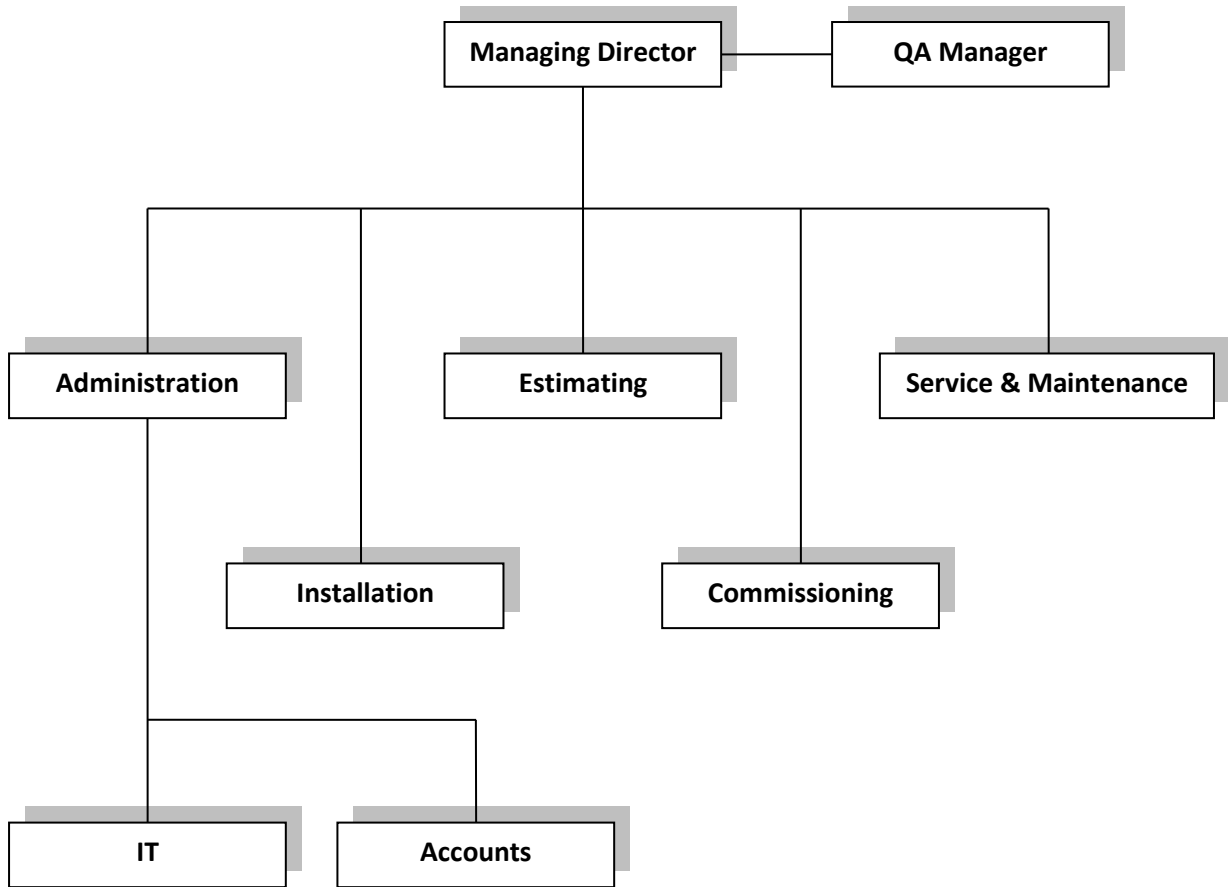 Managing Director
QA Manager
Administration
Estimating
Service & Maintenance
Installation
Commissioning
IT
Accounts